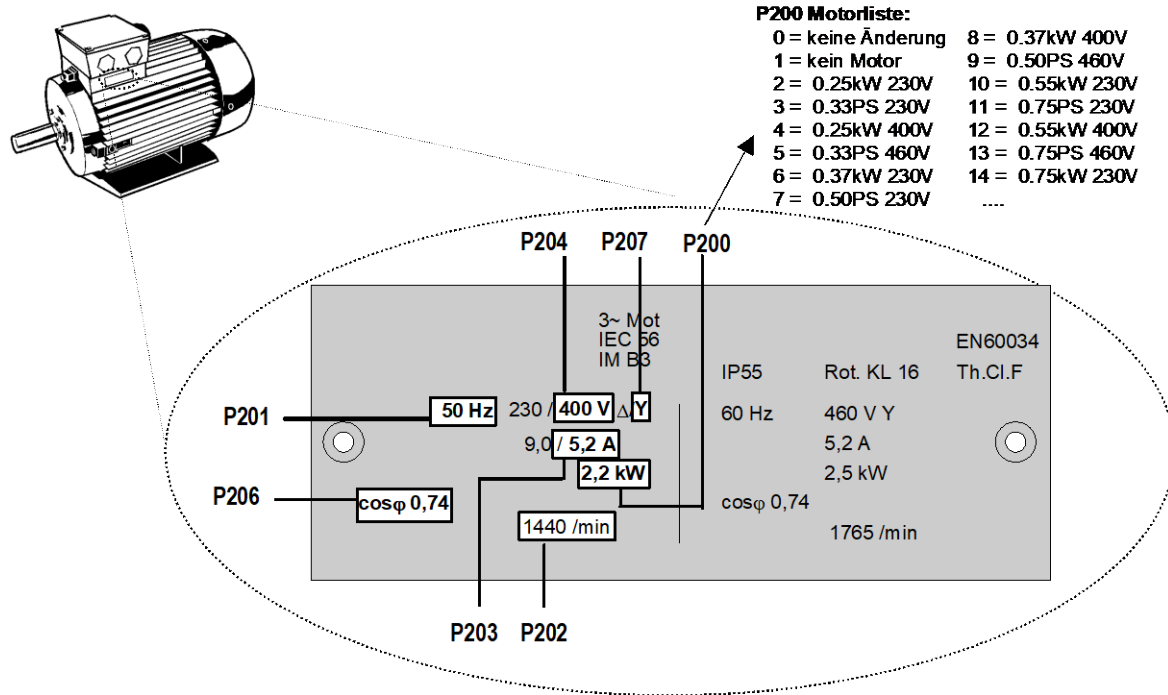 P200 Motorliste:
0 = keine Änderung 8 = 0.37kW 400V
1 = kein Motor 9 = 0.50PS 460V
2 = 0.25kW 230V 10 = 0.55kW 230V
3 = 0.33PS 230V 11 = 0.75PS 230V
4 = 0.25kW 400V 12 = 0.55kW 400V
5 = 0.33PS 460V 13 = 0.75PS 460V
6 = 0.37kW 230V 14 = 0.75kW 230V
7 = 0.50PS 230V ....
P204 P207 P200
3~ Mot
IEC 56
IM B3
EN60034
IP55 Rot. KL 16 Th.Cl.F
P201 50 Hz 230 / 400 V Δ/Y 60 Hz 460 V Y
9,0 / 5,2 A 5,2 A
2,2 kW 2,5 kW
P206 cosφ 0,74 cosφ 0,74
1440 /min 1765 /min
P203 P202